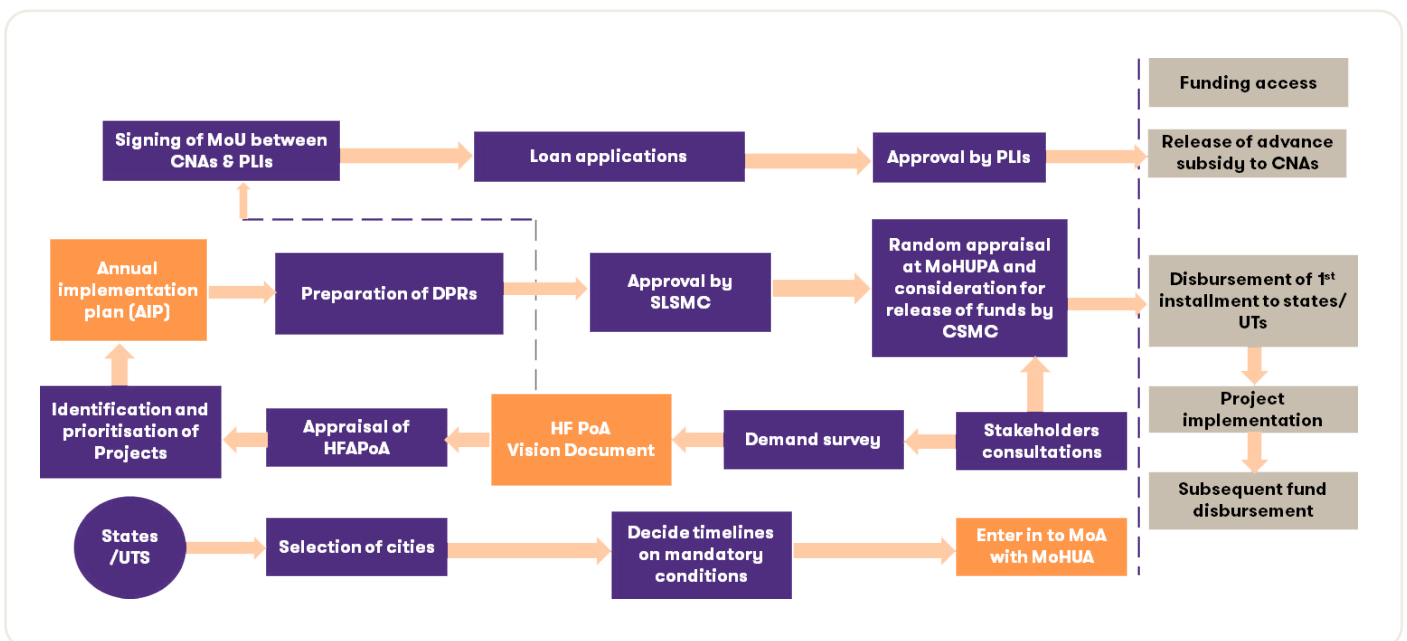 Funding access
Signing of MoU between
CNAs & PLIs
Loan applications
Approval by PLIs
Release of advance
subsidy to CNAs
Annual
implementation
plan (AIP)
Preparation of DPRs
Approval by
SLSMC
Random appraisal
at MoHUPA and
consideration for
release of funds by
CSMC
Disbursement of 1st
installment to states/
UTs
Identification and
prioritisation of
Projects
Appraisal of
HFAPoA
HF PoA
Vision Document
Demand survey
Stakeholders
consultations
Project
implementation
Subsequent fund
disbursement
States
/UTS
Selection of cities
Decide timelines
on mandatory
conditions
Enter in to MoA
with MoHUA